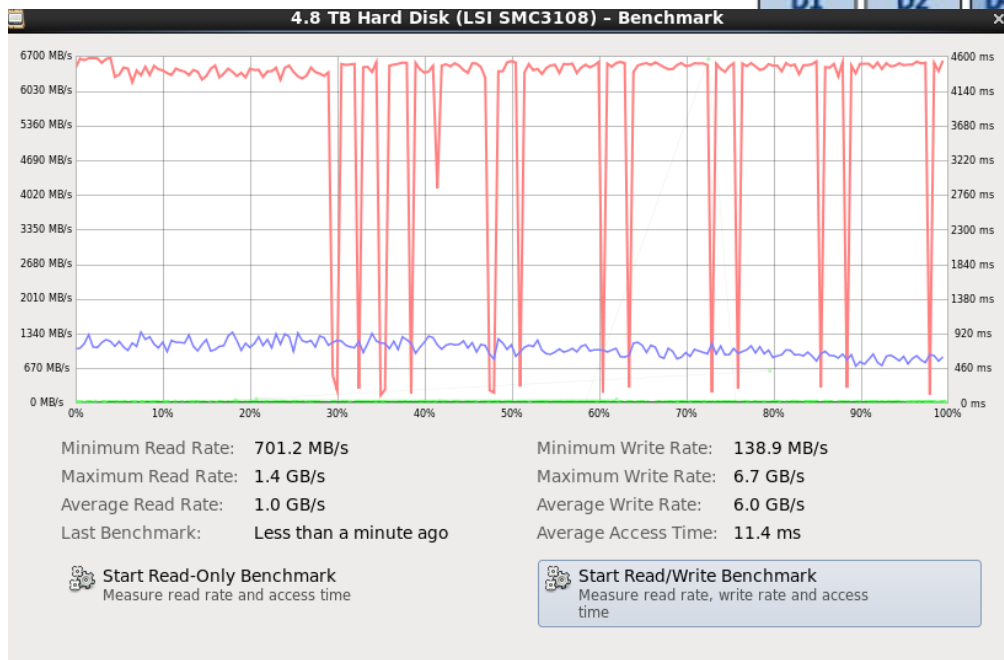 D1 D2
4.8 TB Hard Disk (LSI SMC3108) – Benchmark
6700 MB/s 4600 ms
6030 MB/s 4140 ms
5360 MB/s 3680 ms
4690 MB/s 3220 ms
4020 MB/s 2760 ms
3350 MB/s 2300 ms
2680 MB/s 1840 ms
2010 MB/s 1380 ms
1340 MB/s 920 ms
670 MB/s 460 ms
0 MB/s 0 ms
0% 10% 20% 30% 40% 50% 60% 70% 80% 90% 100%
Minimum Read Rate: 701.2 MB/s Minimum Write Rate: 138.9 MB/s
Maximum Read Rate: 1.4 GB/s Maximum Write Rate: 6.7 GB/s
Average Read Rate: 1.0 GB/s Average Write Rate: 6.0 GB/s
Last Benchmark: Less than a minute ago Average Access Time: 11.4 ms
Start Read-Only Benchmark
Measure read rate and access time
Start Read/Write Benchmark
Measure read rate, write rate and access
time